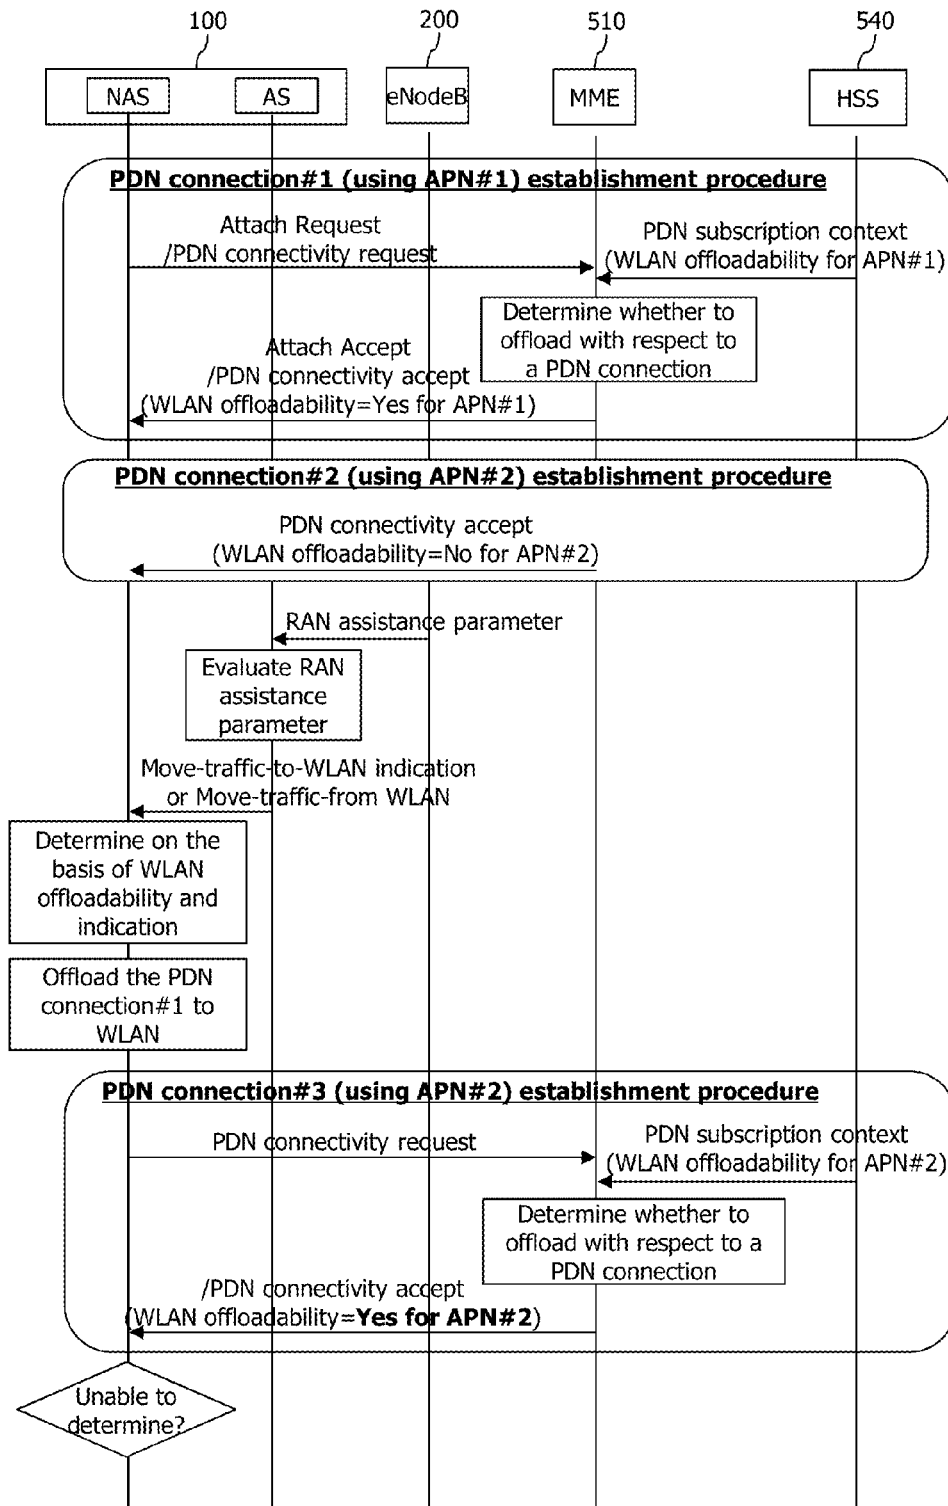 100
200
510
540
NAS
AS
eNodeB
MME
HSS
PDN connection#1 (using APN#1) establishment procedure
Attach Request
/PDN connectivity request
PDN subscription context
(WLAN offloadability for APN#1)
Determine whether to
offload with respect to
a PDN connection
Attach Accept
/PDN connectivity accept
(WLAN offloadability=Yes for APN#1)
PDN connection#2 (using APN#2) establishment procedure
PDN connectivity accept
(WLAN offloadability=No for APN#2)
RAN assistance parameter
Evaluate RAN
assistance
parameter
Move-traffic-to-WLAN indication
or Move-traffic-from WLAN
Determine on the
basis of WLAN
offloadability and
indication
Offload the PDN
connection#1 to
WLAN
PDN connection#3 (using APN#2) establishment procedure
PDN connectivity request
PDN subscription context
(WLAN offloadability for APN#2)
Determine whether to
offload with respect to a
PDN connection
/PDN connectivity accept
(WLAN offloadability=Yes for APN#2)
Unable to
determine?